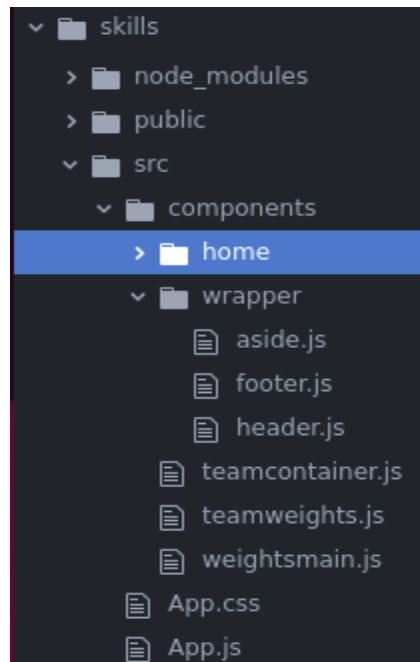 skills
node_modules
public
src
components
home
wrapper
aside.js
footer.js
header.js
teamcontainer.js
teamweights.js
weightsmain.js
App.css
App.js